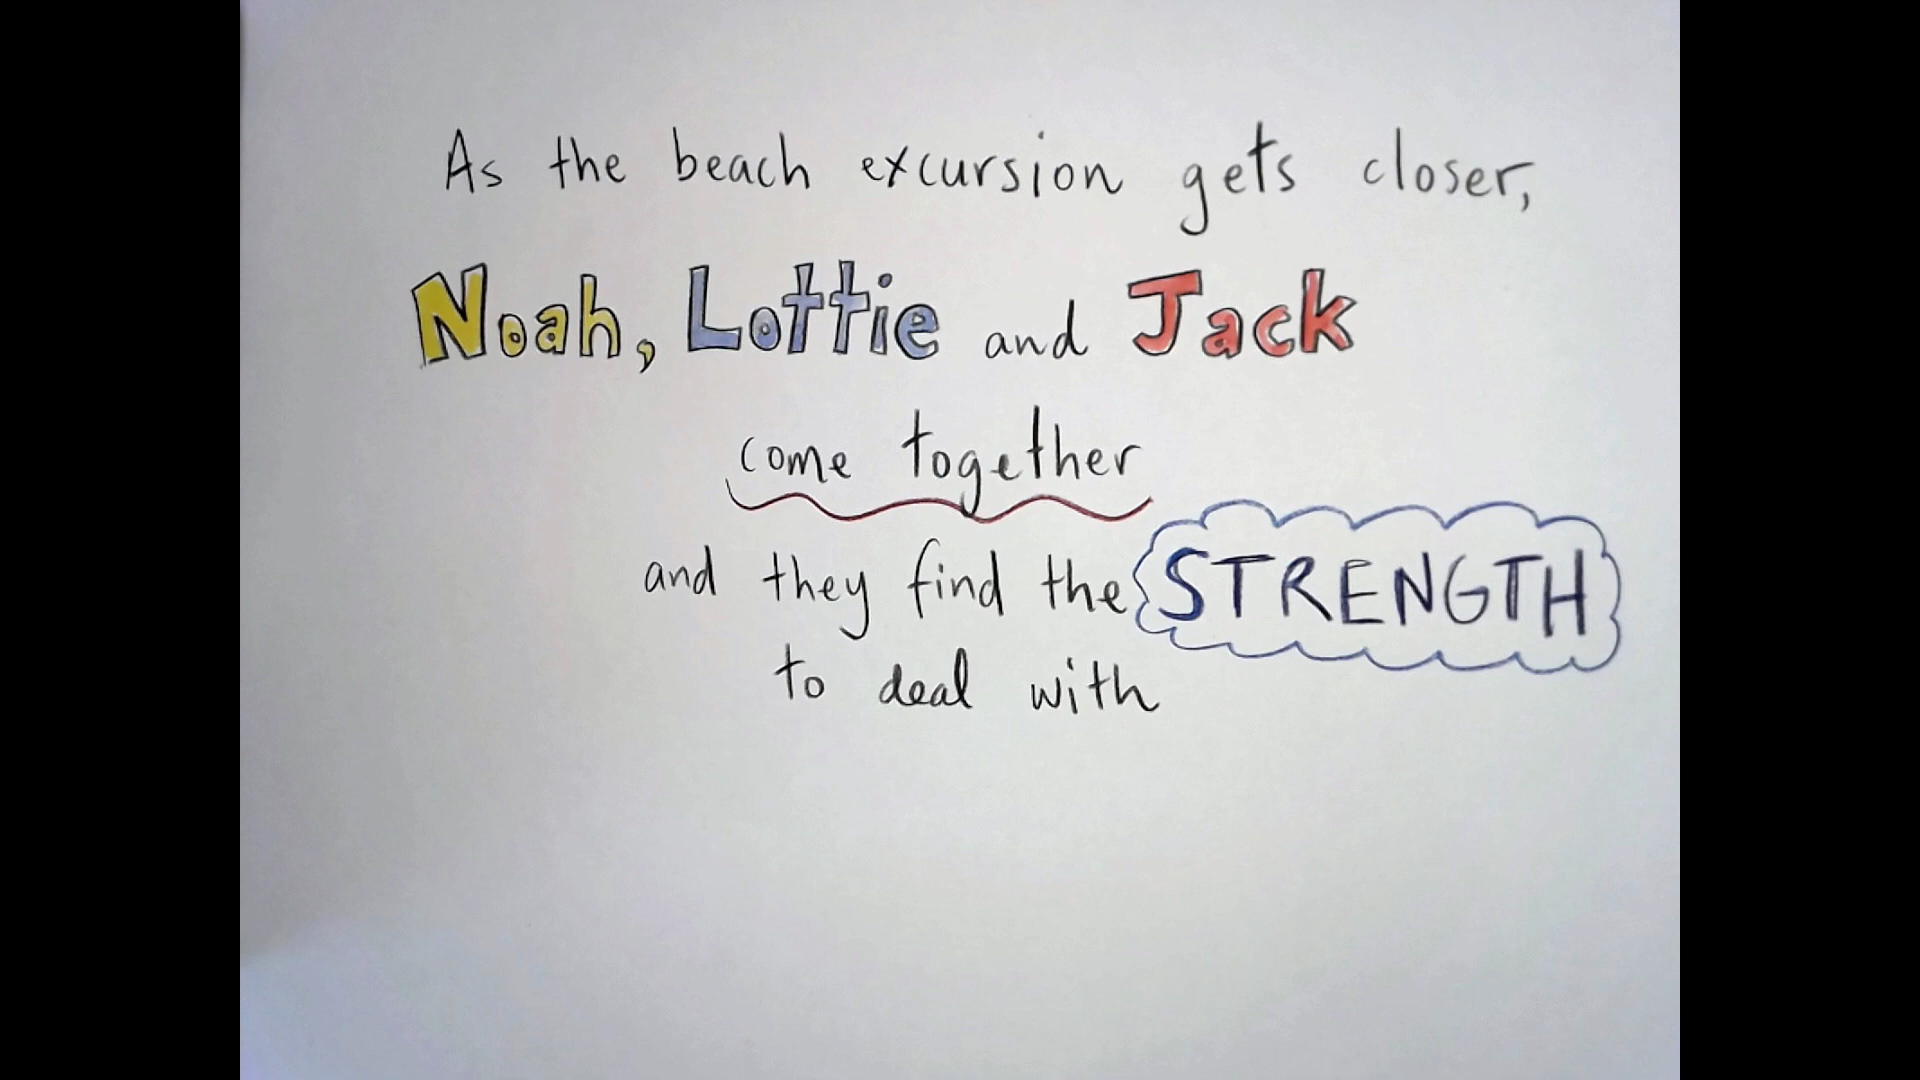 As the beach excursion gets closer,
Noah, Lottie and Jack
come together
and they find the STRENGTH
to deal with